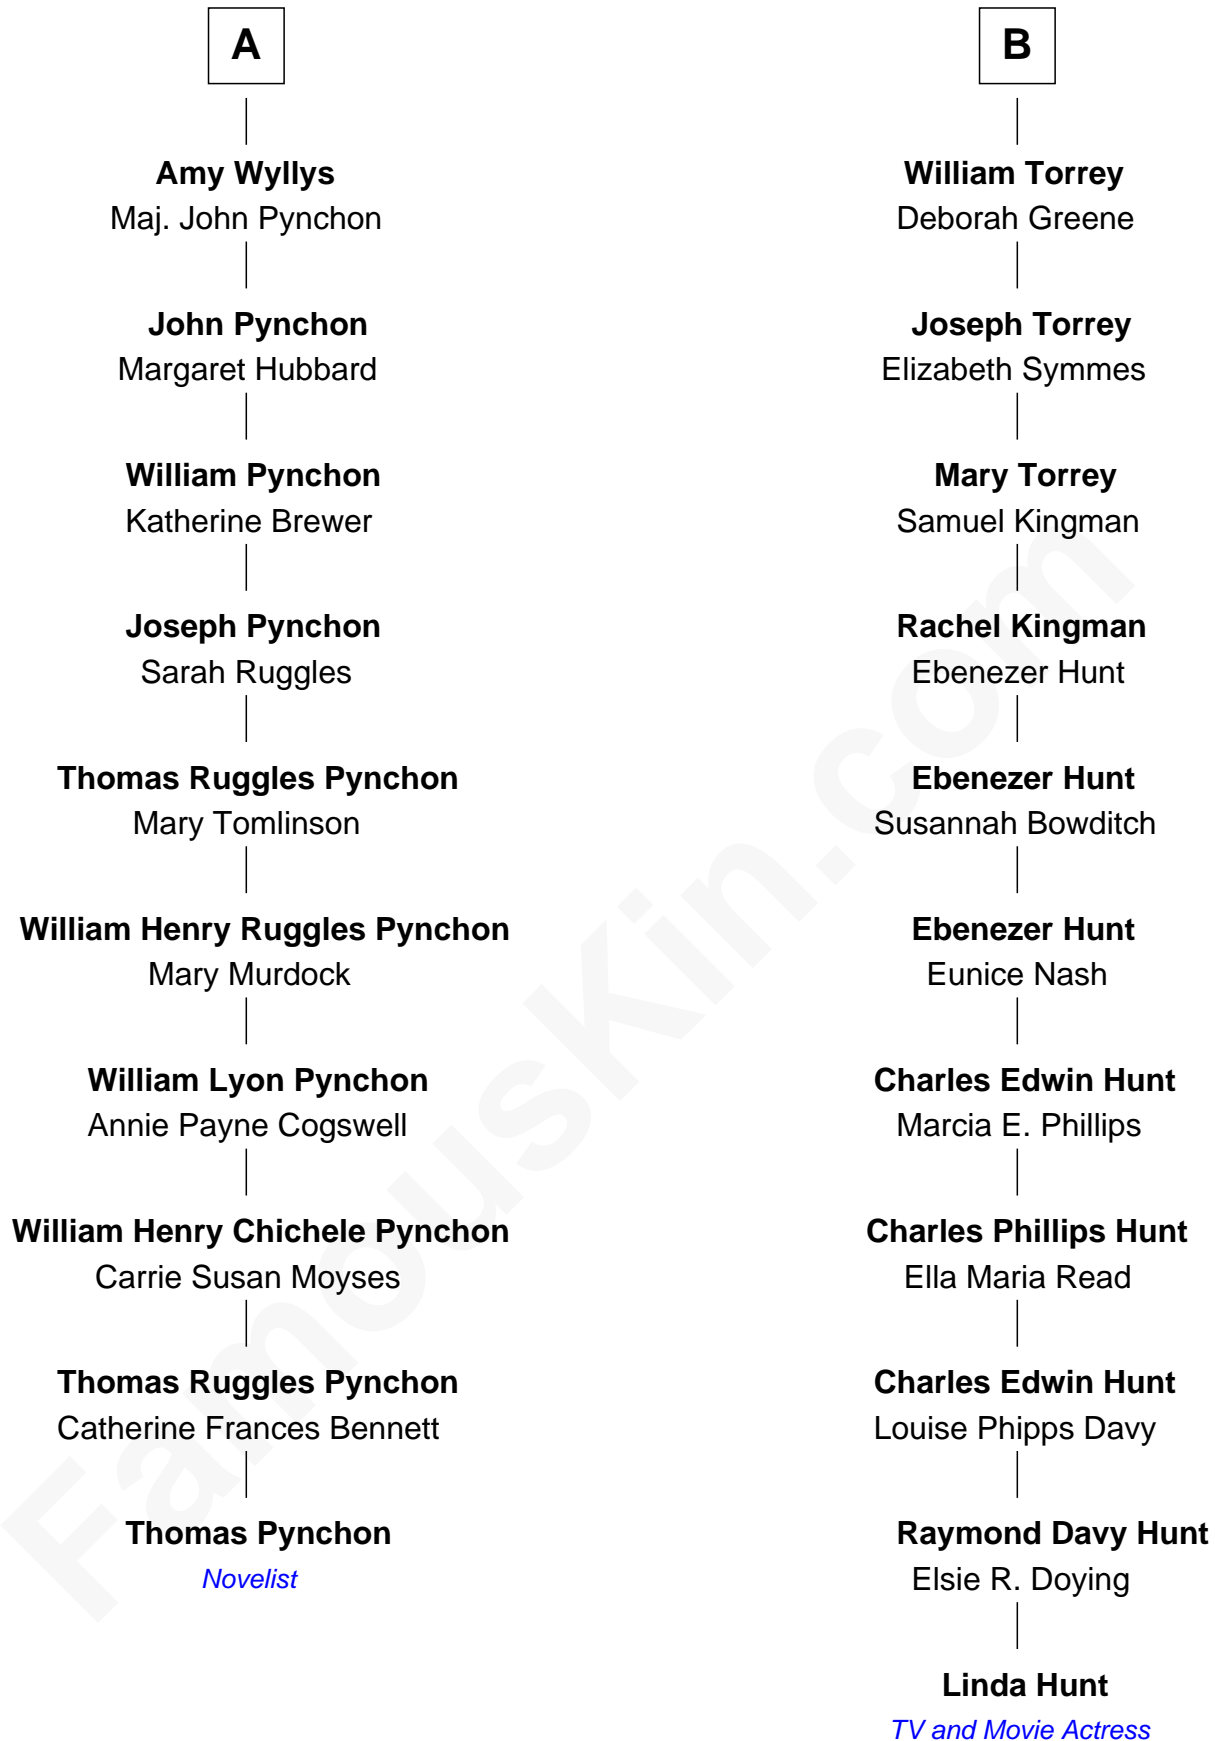 A
Amy Wyllys
Maj. John Pynchon
John Pynchon
Margaret Hubbard
William Pynchon
Katherine Brewer
Joseph Pynchon
Sarah Ruggles
Thomas Ruggles Pynchon
Mary Tomlinson
William Henry Ruggles Pynchon
Mary Murdock
William Lyon Pynchon
Annie Payne Cogswell
William Henry Chichele Pynchon
Carrie Susan Moyses
Thomas Ruggles Pynchon
Catherine Frances Bennett
Thomas Pynchon
Novelist
B
William Torrey
Deborah Greene
Joseph Torrey
Elizabeth Symmes
Mary Torrey
Samuel Kingman
Rachel Kingman
Ebenezer Hunt
Ebenezer Hunt
Susannah Bowditch
Ebenezer Hunt
Eunice Nash
Charles Edwin Hunt
Marcia E. Phillips
Charles Phillips Hunt
Ella Maria Read
Charles Edwin Hunt
Louise Phipps Davy
Raymond Davy Hunt
Elsie R. Doying
Linda Hunt
TV and Movie Actress
FamousKin.com